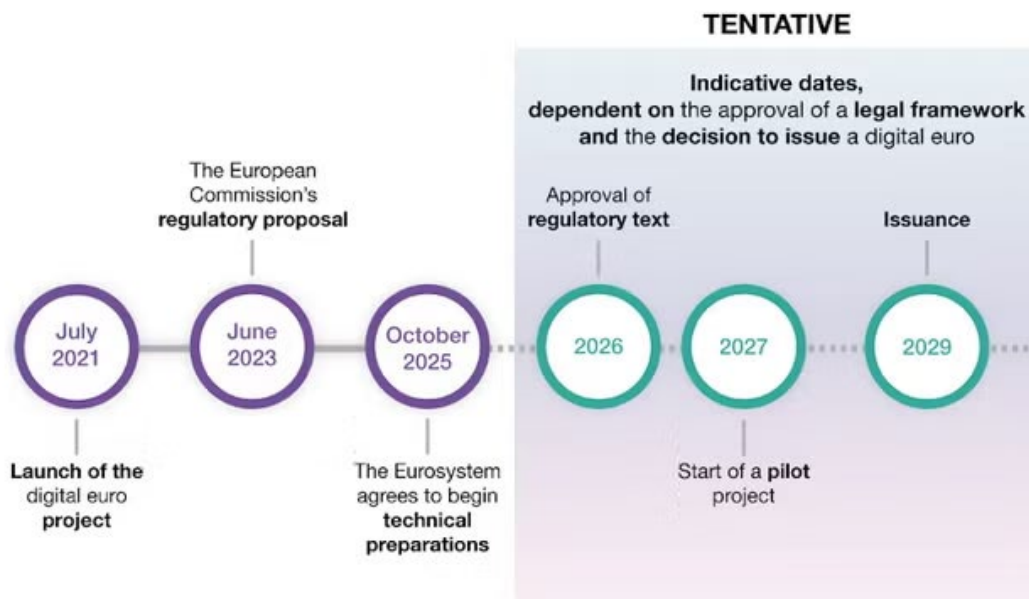 TENTATIVE
Indicative dates,
dependent on the approval of a legal framework
and the decision to issue a digital euro
The European
Commission's
regulatory proposal
Approval of
regulatory text
Issuance
July
2021
June
2023
October
2025
2026
2027
2029
Launch of the
digital euro
project
The Eurosystem
agrees to begin
technical
preparations
Start of a pilot
project